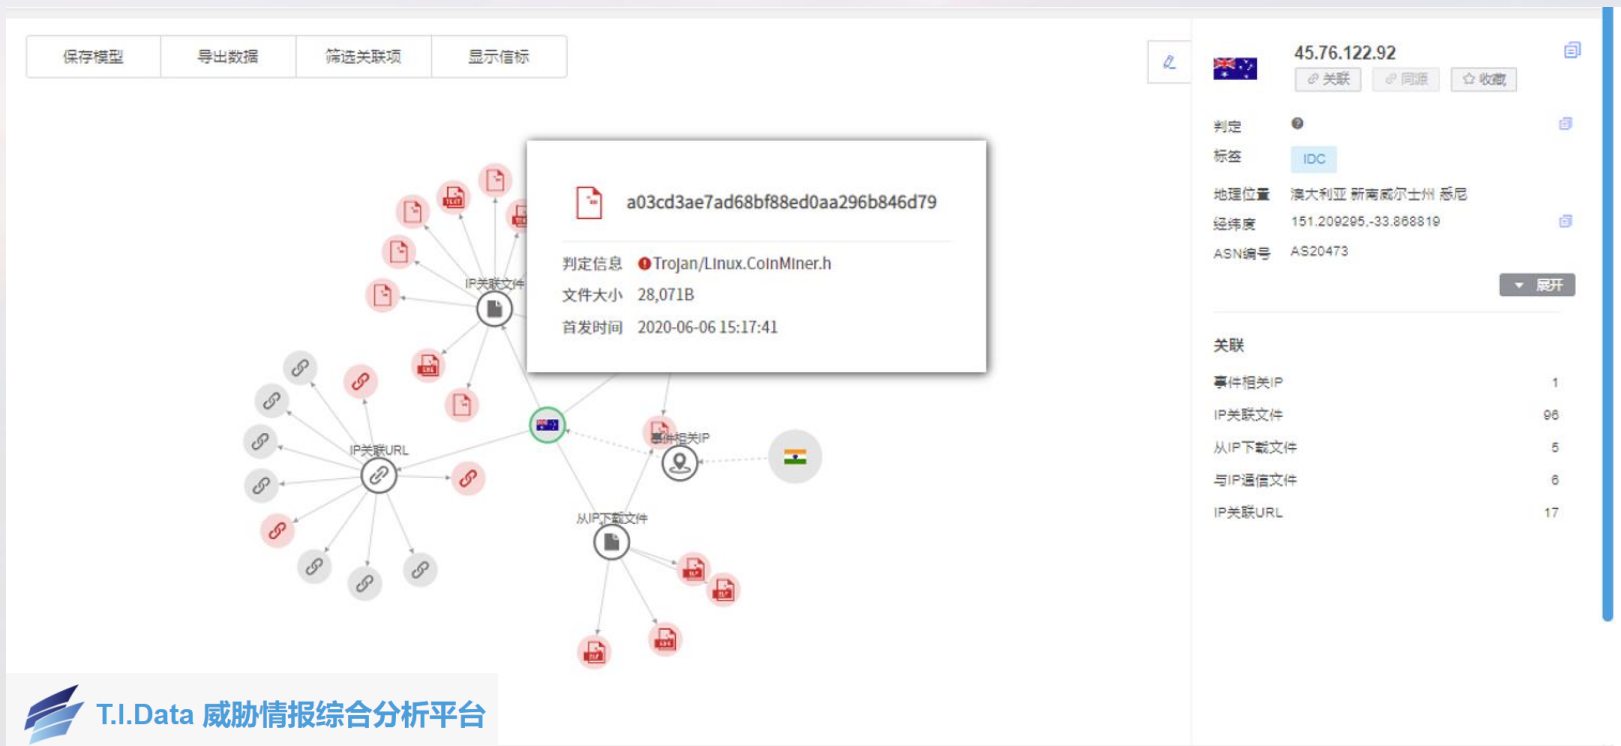 保存模型
导出数据
筛选关联项
显示信标
45.76.122.92
关联
同源
收藏
判定
标签 IDC
地理位置 澳大利亚 新南威尔士州 悉尼
经纬度 151.209295,-33.868819
ASN编号 AS20473
展开
关联
事件相关IP 1
IP关联文件 96
从IP下载文件 5
与IP通信文件 6
IP关联URL 17
a03cd3ae7ad68bf88ed0aa296b846d79
判定信息 Trojan/Linux.CoinMiner.h
文件大小 28,071B
首发时间 2020-06-06 15:17:41
IP关联文件
IP关联URL
事件相关IP
从IP下载文件
T.I.Data 威胁情报综合分析平台